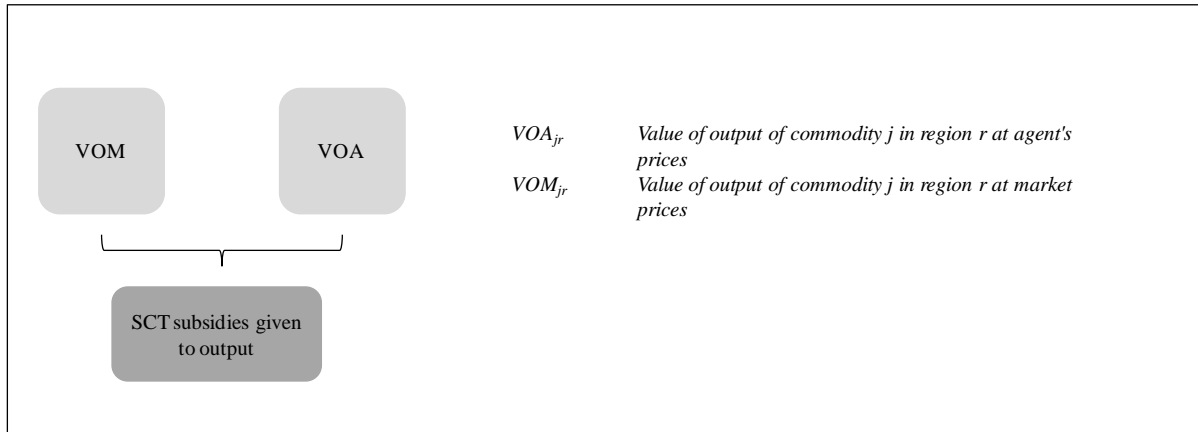 VOM
VOA
SCT subsidies given
to output
VOA_jr Value of output of commodity j in region r at agent's
prices
VOM_jr Value of output of commodity j in region r at market
prices